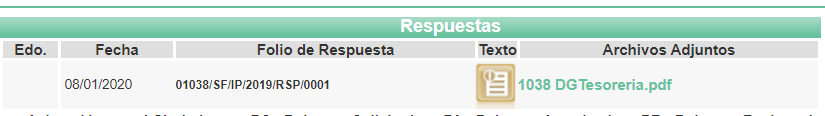 Respuestas
Edo. Fecha Folio de Respuesta Texto Archivos Adjuntos
08/01/2020 01038/SF/IP/2019/RSP/0001 1038 DGTesoreria.pdf